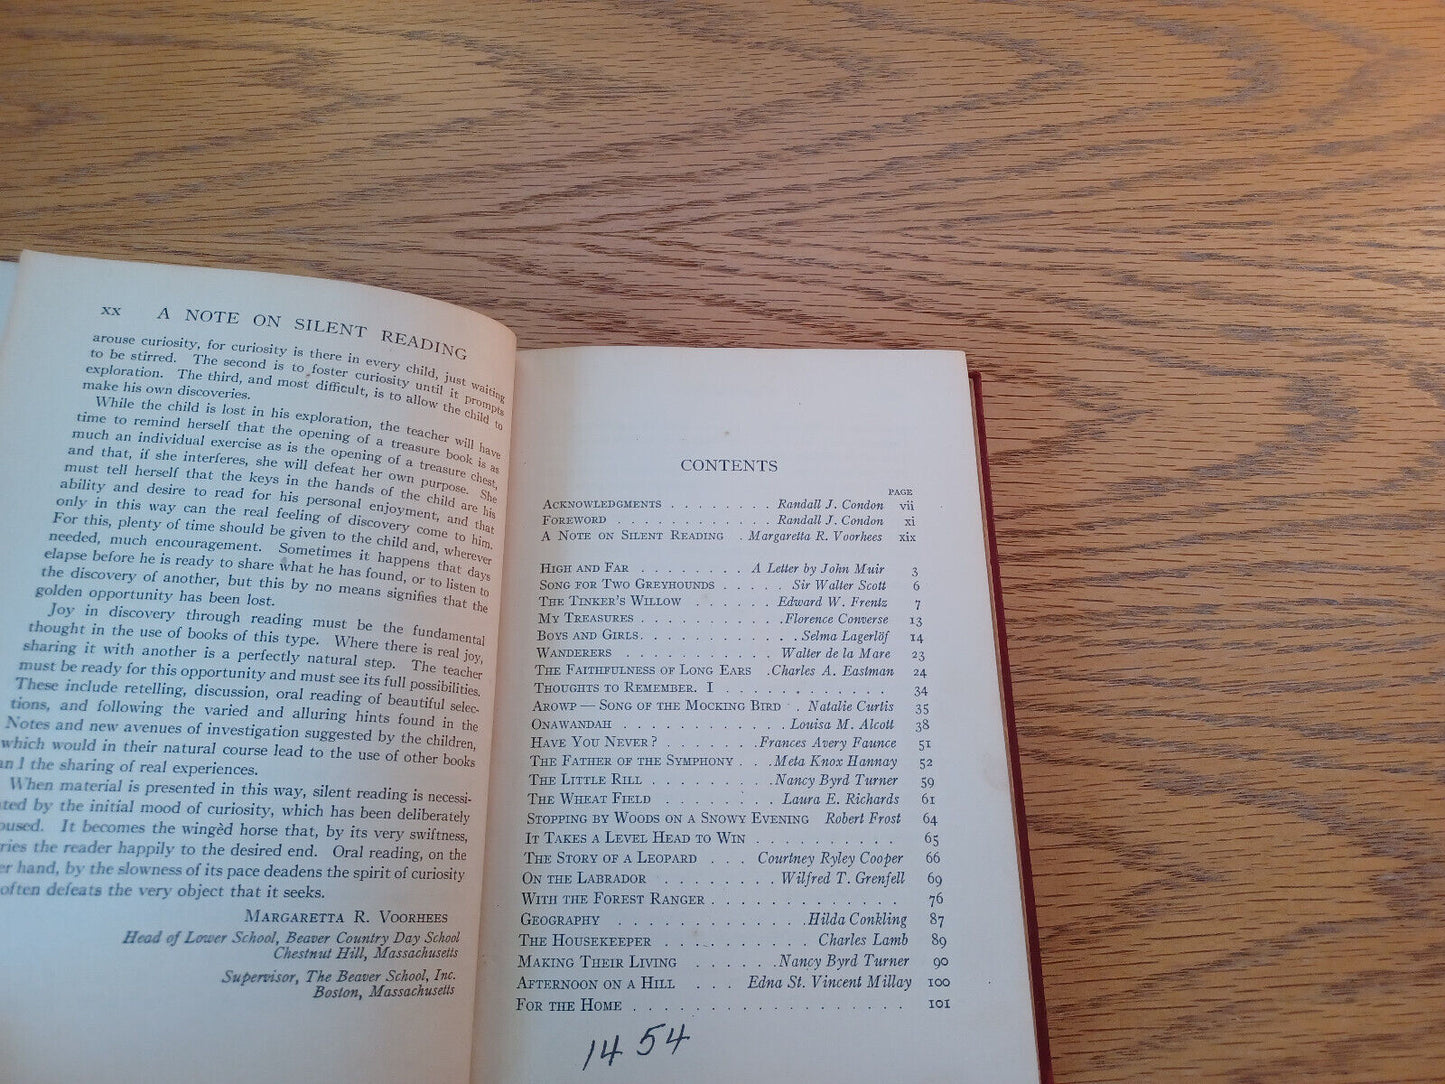 xx A NOTE ON SILENT READING
arouse curiosity, for curiosity is there in every child, just waiting
to be stirred. The second is to foster curiosity until it prompts
exploration. The third, and most difficult, is to allow the child to
make his own discoveries.
While the child is lost in his exploration, the teacher will have
time to remind herself that the opening of a treasure book is as
much an individual exercise as is the opening of a treasure chest,
and that, if she interferes, she will defeat her own purpose. She
must tell herself that the keys in the hands of the child are his
ability and desire to read for his personal enjoyment, and that
only in this way can the real feeling of discovery come to him.
For this, plenty of time should be given to the child and, wherever
needed, much encouragement. Sometimes it happens that days
elapse before he is ready to share what he has found, or to listen to
the discovery of another, but this by no means signifies that the
golden opportunity has been lost.
Joy in discovery through reading must be the fundamental
thought in the use of books of this type. Where there is real joy,
sharing it with another is a perfectly natural step. The teacher
must be ready for this opportunity and must see its full possibilities.
These include retelling, discussion, oral reading of beautiful selec-
tions, and following the varied and alluring hints found in the
Notes and new avenues of investigation suggested by the children,
which would in their natural course lead to the use of other books
the sharing of real experiences.
When material is presented in this way, silent reading is necessi-
by the initial mood of curiosity, which has been deliberately
It becomes the wingèd horse that, by its very swiftness,
the reader happily to the desired end. Oral reading, on the
hand, by the slowness of its pace deadens the spirit of curiosity
often defeats the very object that it seeks.
MARGARETTA R. VOORHEES
Head of Lower School, Beaver Country Day School
Chestnut Hill, Massachusetts
Supervisor, The Beaver School, Inc.
Boston, Massachusetts
CONTENTS
PAGE
ACKNOWLEDGMENTS . . . . . . . . Randall J. Condon vii
FOREWORD . . . . . . . . . . . Randall J. Condon xi
A NOTE ON SILENT READING . Margaretta R. Voorhees xix
HIGH AND FAR . . . . . . . . A Letter by John Muir 3
SONG FOR TWO GREYHOUNDS . . . . . Sir Walter Scott 6
THE TINKER'S WILLOW . . . . . . Edward W. Frentz 7
MY TREASURES . . . . . . . . . . Florence Converse 13
BOYS AND GIRLS . . . . . . . . . . . Selma Lagerlöf 14
WANDERERS . . . . . . . . . . . Walter de la Mare 23
THE FAITHFULNESS OF LONG EARS . Charles A. Eastman 24
THOUGHTS TO REMEMBER. I . . . . . . . . . . . . 34
AROWP — SONG OF THE MOCKING BIRD . Natalie Curtis 35
ONAWANDAH . . . . . . . . . . . Louisa M. Alcott 38
HAVE YOU NEVER? . . . . . . . Frances Avery Faunce 51
THE FATHER OF THE SYMPHONY . . . Meta Knox Hannay 52
THE LITTLE RILL . . . . . . . . Nancy Byrd Turner 59
THE WHEAT FIELD . . . . . . . . Laura E. Richards 61
STOPPING BY WOODS ON A SNOWY EVENING Robert Frost 64
IT TAKES A LEVEL HEAD TO WIN . . . . . . . . . . 65
THE STORY OF A LEOPARD . . . Courtney Ryley Cooper 66
ON THE LABRADOR . . . . . . . . Wilfred T. Grenfell 69
WITH THE FOREST RANGER . . . . . . . . . . . . . 76
GEOGRAPHY . . . . . . . . . . . . Hilda Conkling 87
THE HOUSEKEEPER . . . . . . . . . . Charles Lamb 89
MAKING THEIR LIVING . . . . . . Nancy Byrd Turner 90
AFTERNOON ON A HILL . . . Edna St. Vincent Millay 100
FOR THE HOME . . . . . . . . . . . . . . . . . 101
1454